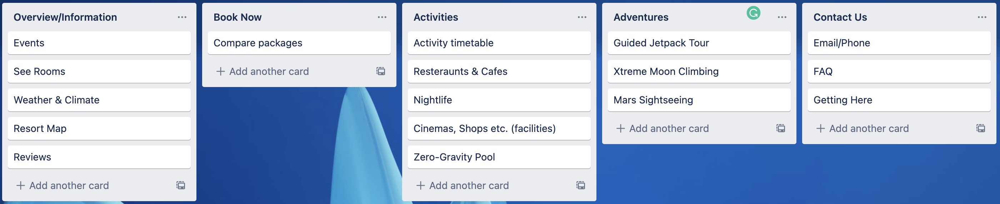 Overview/Information
Events
See Rooms
Weather & Climate
Resort Map
Reviews
+ Add another card
Book Now
Compare packages
+ Add another card
Activities
Activity timetable
Resteraunts & Cafes
Nightlife
Cinemas, Shops etc. (facilities)
Zero-Gravity Pool
+ Add another card
Adventures
Guided Jetpack Tour
Xtreme Moon Climbing
Mars Sightseeing
+ Add another card
Contact Us
Email/Phone
FAQ
Getting Here
+ Add another card